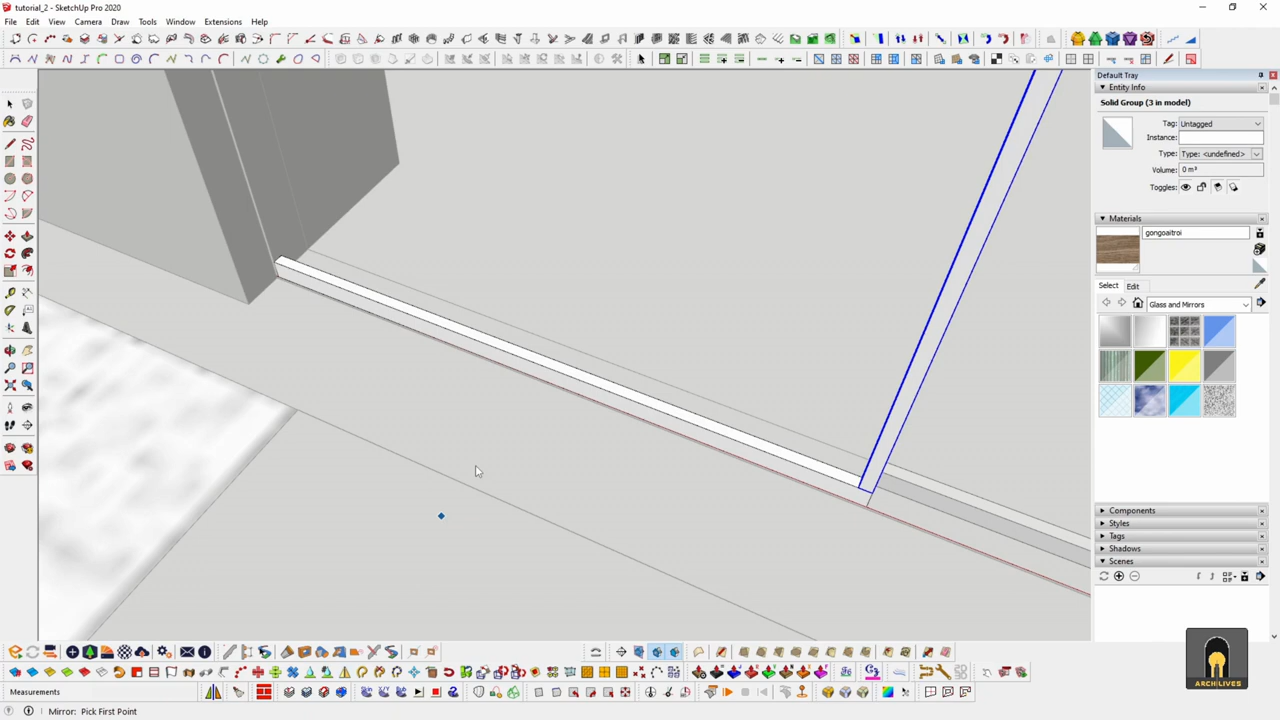 tutorial_2 - SketchUp Pro 2020
File Edit View Camera Draw Tools Window Extensions Help
Default Tray
Entity Info
Solid Group (3 in model)
Tag: Untagged
Instance:
Type: Type: <undefined>
Volume: 0 m³
Toggles:
Materials
gongoaitroi
Select Edit
Glass and Mirrors
Components
Styles
Tags
Shadows
Scenes
ARCHLIVES
Measurements
Mirror: Pick First Point